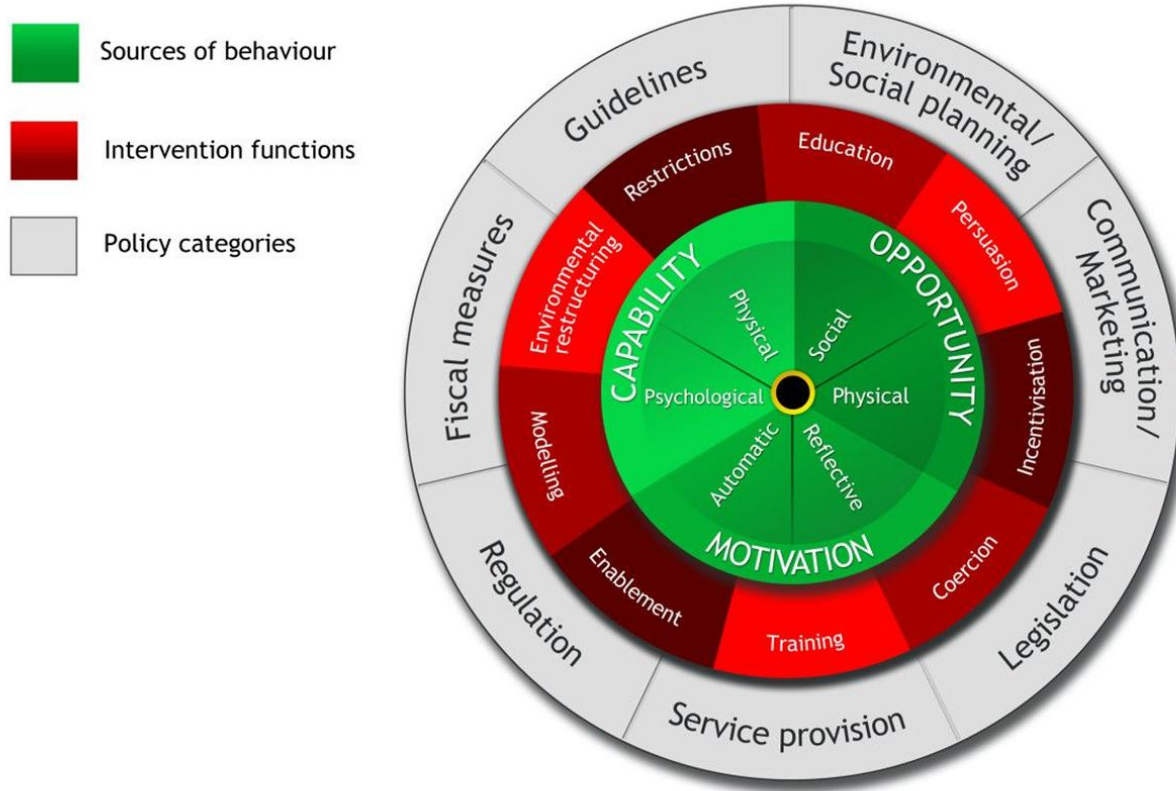 Sources of behaviour
Intervention functions
Policy categories
Guidelines
Environmental/
Social planning
Communication/
Marketing
Legislation
Service provision
Regulation
Fiscal measures
Restrictions
Education
Persuasion
Incentivisation
Coercion
Training
Enablement
Modelling
Environmental
restructuring
CAPABILITY
OPPORTUNITY
MOTIVATION
Physical
Social
Psychological
Physical
Automatic
Reflective